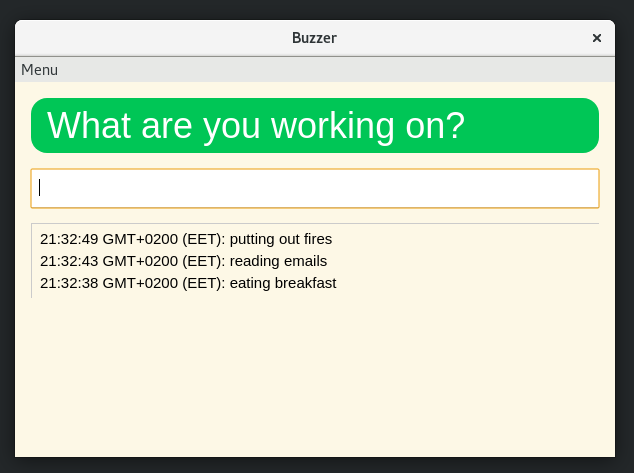 Buzzer
Menu
What are you working on?
21:32:49 GMT+0200 (EET): putting out fires
21:32:43 GMT+0200 (EET): reading emails
21:32:38 GMT+0200 (EET): eating breakfast